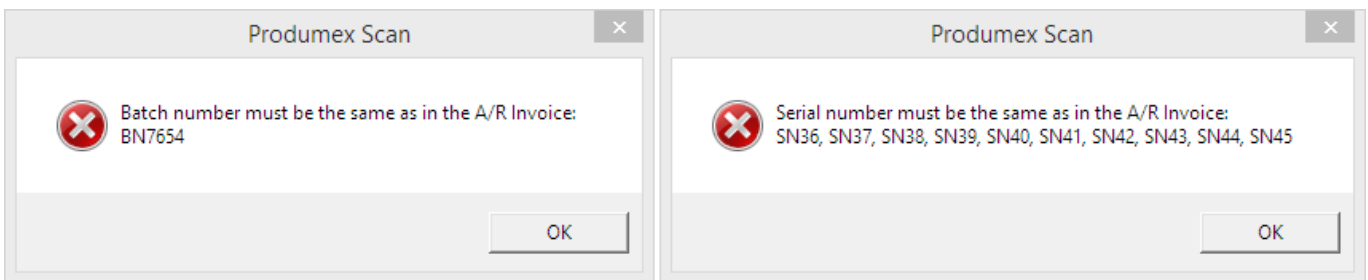 Produmex Scan
Batch number must be the same as in the A/R Invoice:
BN7654
OK
Produmex Scan
Serial number must be the same as in the A/R Invoice:
SN36, SN37, SN38, SN39, SN40, SN41, SN42, SN43, SN44, SN45
OK